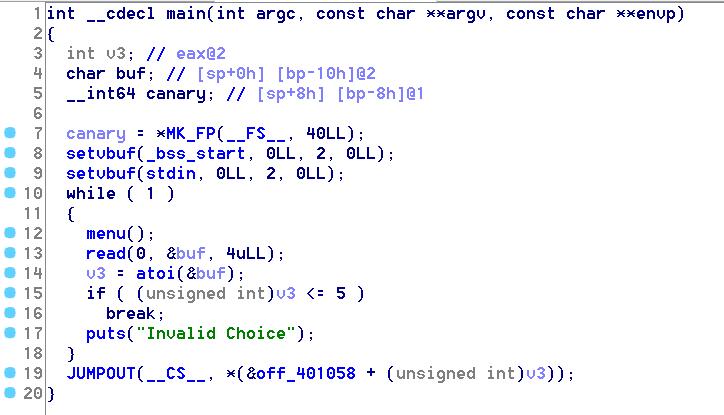 1 int __cdecl main(int argc, const char **argv, const char **envp)
2 {
3 int v3; // eax@2
4 char buf; // [sp+0h] [bp-10h]@2
5 __int64 canary; // [sp+8h] [bp-8h]@1
6
7 canary = *MK_FP(__FS__, 40LL);
8 setvbuf(_bss_start, 0LL, 2, 0LL);
9 setvbuf(stdin, 0LL, 2, 0LL);
10 while ( 1 )
11 {
12 menu();
13 read(0, &buf, 4uLL);
14 v3 = atoi(&buf);
15 if ( (unsigned int)v3 <= 5 )
16 break;
17 puts("Invalid Choice");
18 }
19 JUMPOUT(__CS__, *(&off_401058 + (unsigned int)v3));
20 }